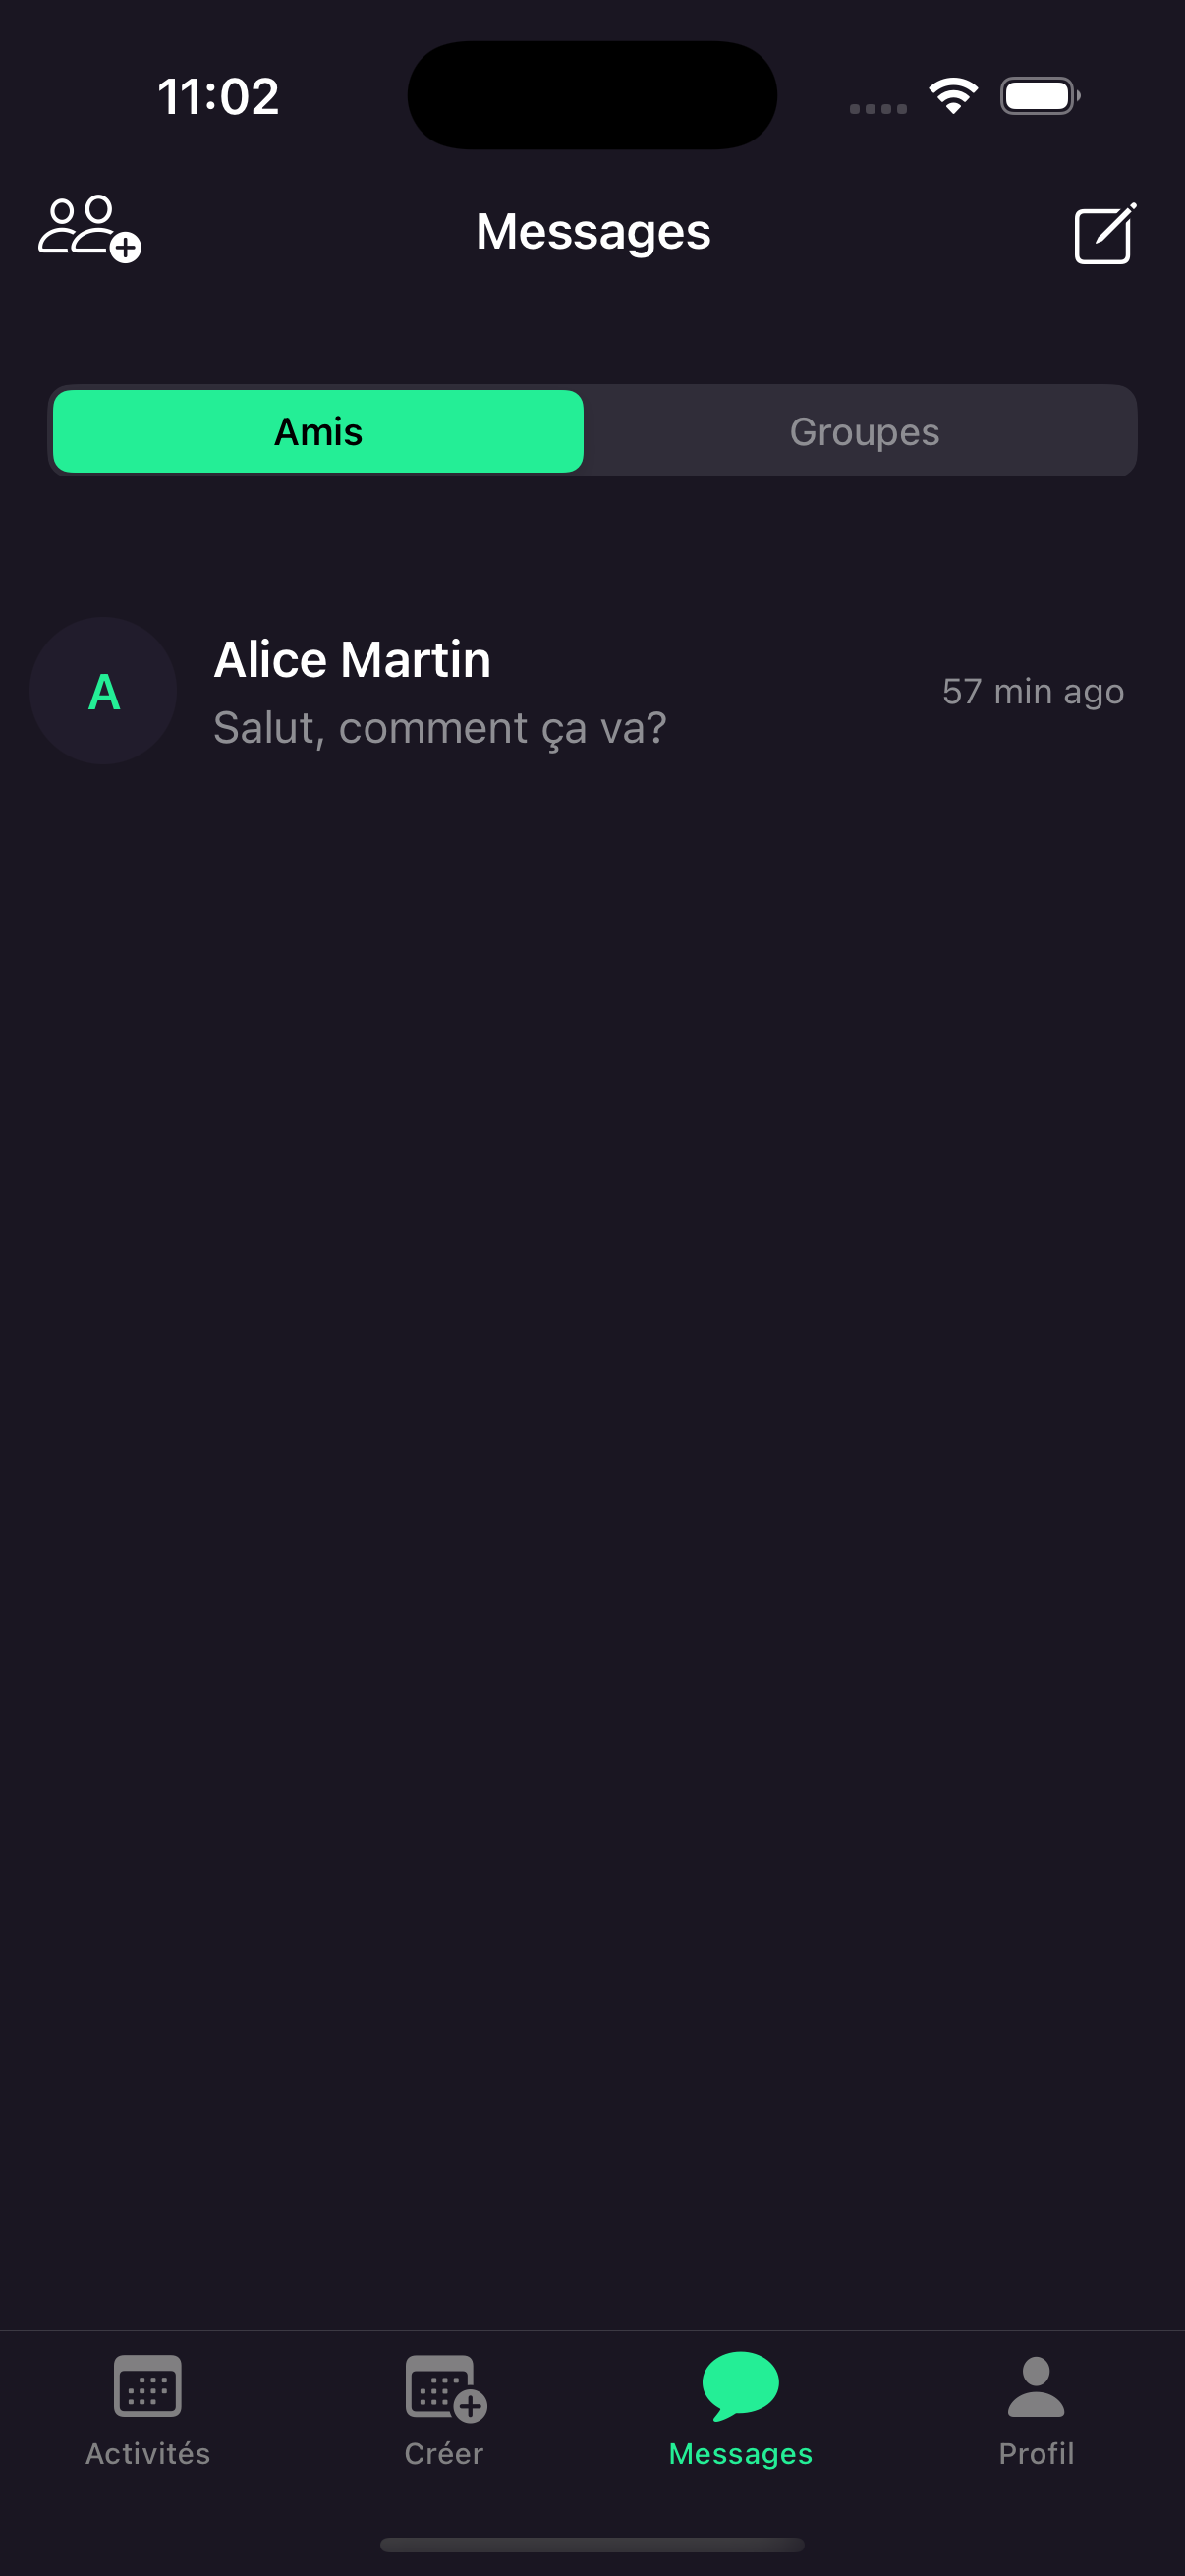 11:02
Messages
Amis
Groupes
A
Alice Martin
Salut, comment ça va?
57 min ago
Activités
Créer
Messages
Profil